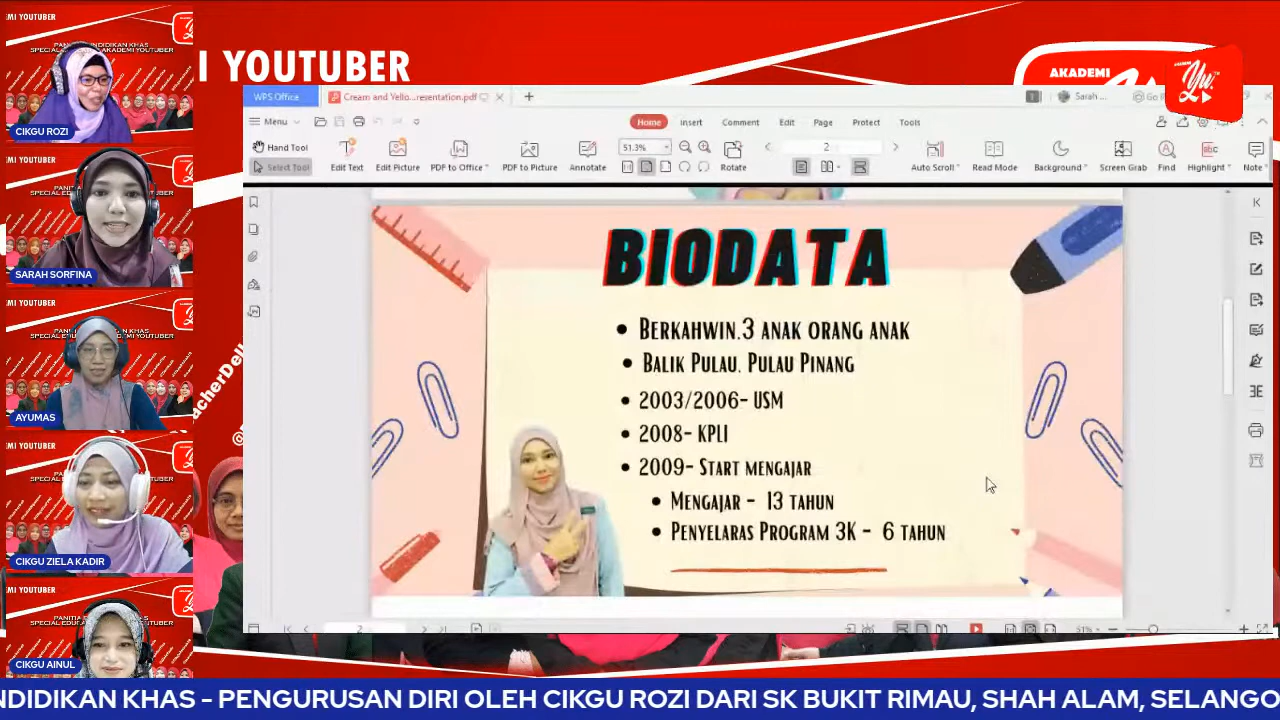 I YOUTUBER
AKADEMI
CIKGU ROZI
SARAH SORFINA
AYUMAS
CIKGU ZIELA KADIR
CIKGU AINUL
WPS Office
Cream and Yello...resentation.pdf
Menu
Home
Insert
Comment
Edit
Page
Protect
Tools
Sarah ...
Hand Tool
Select Tool
Edit Text
Edit Picture
PDF to Office
PDF to Picture
Annotate
51.3%
Rotate
2
Auto Scroll
Read Mode
Background
Screen Grab
Find
Highlight
Note
BIODATA
• BERKAHWIN.3 ANAK ORANG ANAK
• BALIK PULAU. PULAU PINANG
• 2003/2006- USM
• 2008- KPLI
• 2009- START MENGAJAR
• MENGAJAR - 13 TAHUN
• PENYELARAS PROGRAM 3K - 6 TAHUN
2
51%
NDIDIKAN KHAS – PENGURUSAN DIRI OLEH CIKGU ROZI DARI SK BUKIT RIMAU, SHAH ALAM, SELANGO